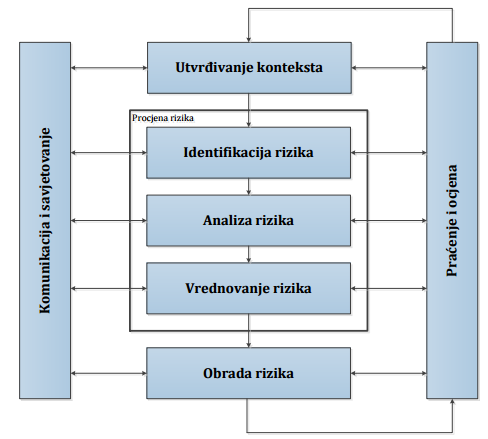 Utvrđivanje konteksta
Procjena rizika
Identifikacija rizika
Analiza rizika
Vrednovanje rizika
Obrada rizika
Komunikacija i savjetovanje
Praćenje i ocjena